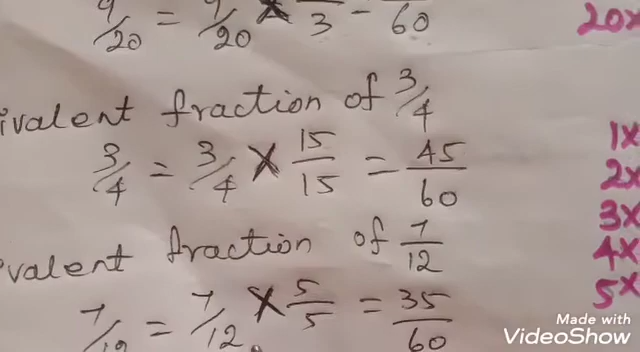 9/20 = 9/20 × /3 = /60
20×
ivalent fraction of 3/4
3/4 = 3/4 × 15/15 = 45/60
1×
2×
3×
4×
5×
valent fraction of 7/12
7/12 = 7/12 × 5/5 = 35/60
Made with
VideoShow